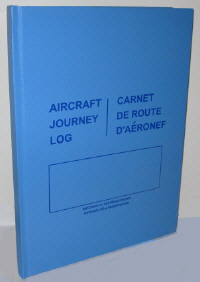 AIRCRAFT
JOURNEY
LOG
CARNET
DE ROUTE
D'AÉRONEF